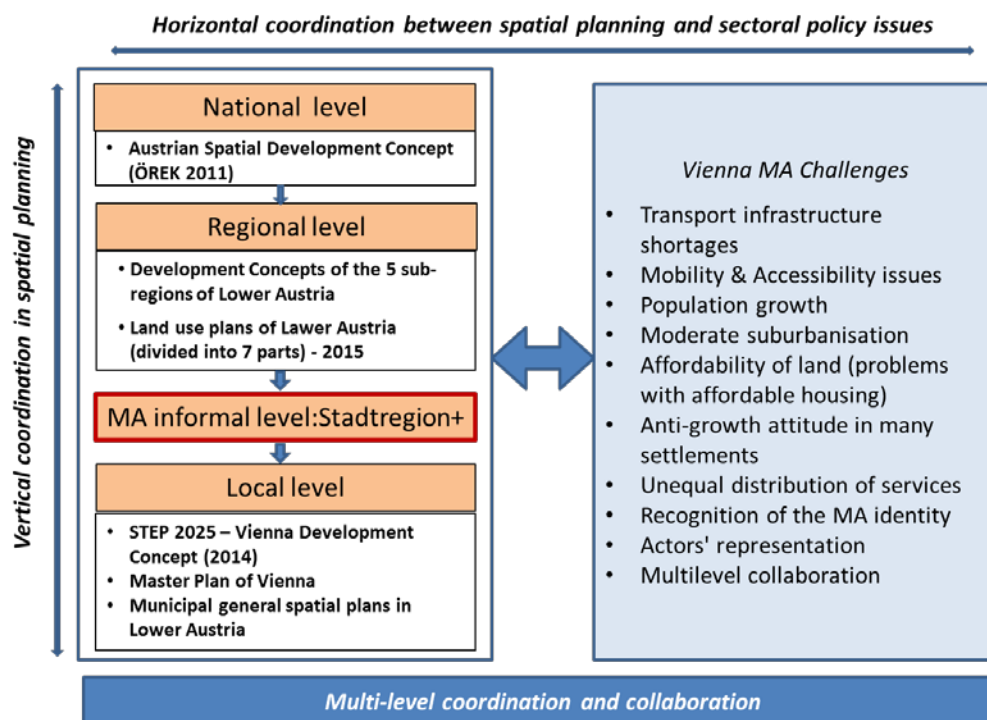 Horizontal coordination between spatial planning and sectoral policy issues
Vertical coordination in spatial planning
National level
• Austrian Spatial Development Concept
(ÖREK 2011)
Regional level
• Development Concepts of the 5 sub-
regions of Lower Austria
• Land use plans of Lawer Austria
(divided into 7 parts) - 2015
MA informal level:Stadtregion+
Local level
• STEP 2025 – Vienna Development
Concept (2014)
• Master Plan of Vienna
• Municipal general spatial plans in
Lower Austria
Vienna MA Challenges
• Transport infrastructure
shortages
• Mobility & Accessibility issues
• Population growth
• Moderate suburbanisation
• Affordability of land (problems
with affordable housing)
• Anti-growth attitude in many
settlements
• Unequal distribution of services
• Recognition of the MA identity
• Actors' representation
• Multilevel collaboration
Multi-level coordination and collaboration